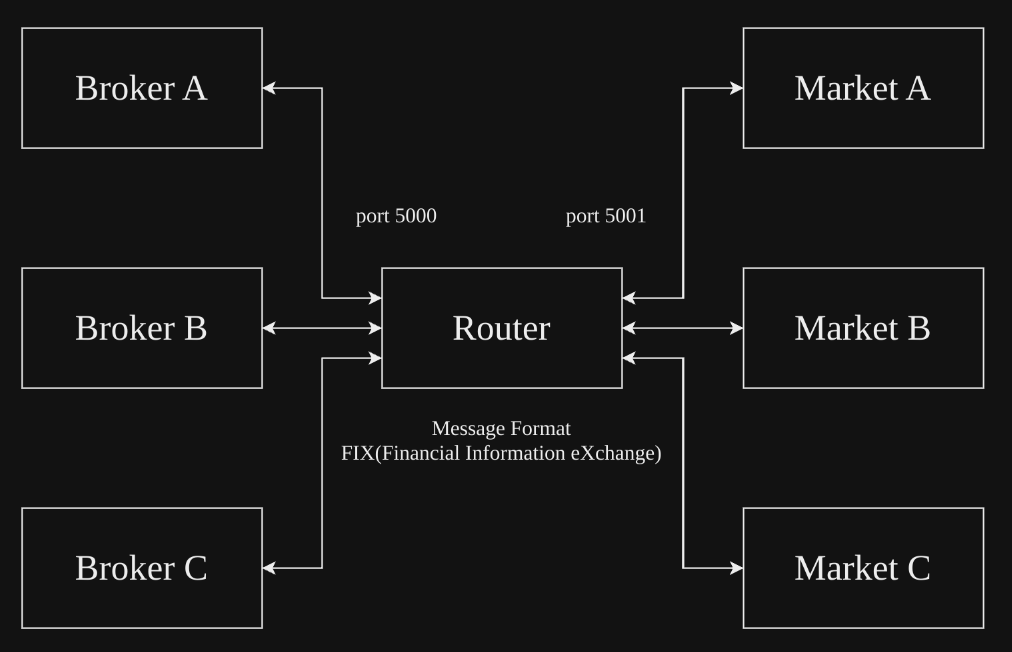 Broker A
Market A
port 5000
port 5001
Broker B
Router
Market B
Message Format
FIX(Financial Information eXchange)
Broker C
Market C